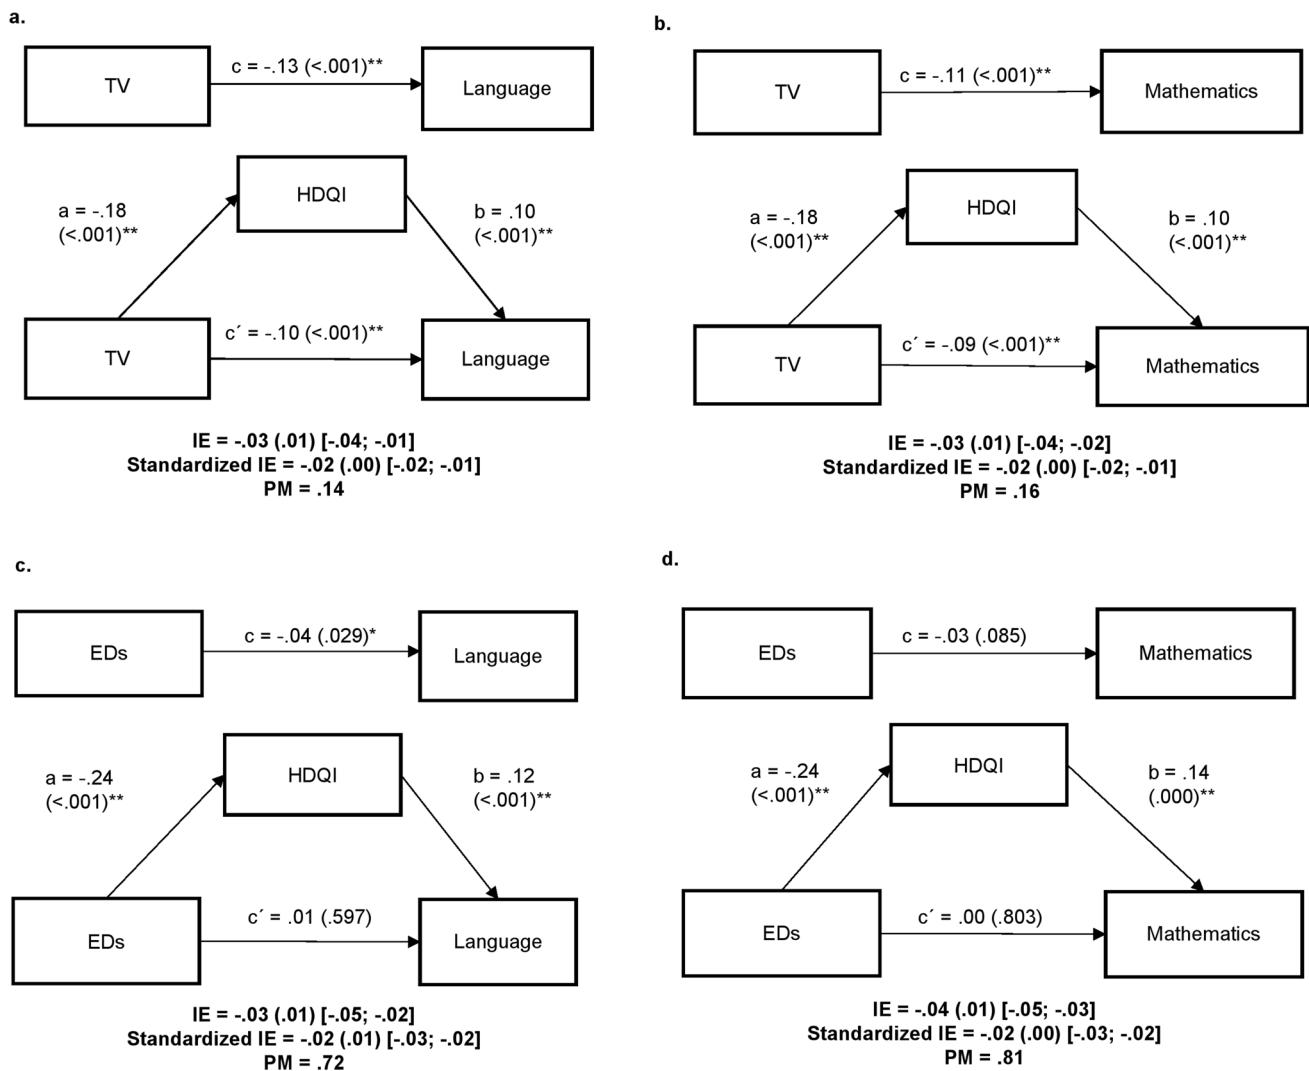 a.
TV
c = -.13 (<.001)**
Language
HDQI
a = -.18
(<.001)**
b = .10
(<.001)**
TV
c´ = -.10 (<.001)**
Language
IE = -.03 (.01) [-.04; -.01]
Standardized IE = -.02 (.00) [-.02; -.01]
PM = .14
b.
TV
c = -.11 (<.001)**
Mathematics
HDQI
a = -.18
(<.001)**
b = .10
(<.001)**
TV
c´ = -.09 (<.001)**
Mathematics
IE = -.03 (.01) [-.04; -.02]
Standardized IE = -.02 (.00) [-.02; -.01]
PM = .16
c.
EDs
c = -.04 (.029)*
Language
HDQI
a = -.24
(<.001)**
b = .12
(<.001)**
EDs
c´ = .01 (.597)
Language
IE = -.03 (.01) [-.05; -.02]
Standardized IE = -.02 (.01) [-.03; -.02]
PM = .72
d.
EDs
c = -.03 (.085)
Mathematics
HDQI
a = -.24
(<.001)**
b = .14
(.000)**
EDs
c´ = .00 (.803)
Mathematics
IE = -.04 (.01) [-.05; -.03]
Standardized IE = -.02 (.00) [-.03; -.02]
PM = .81